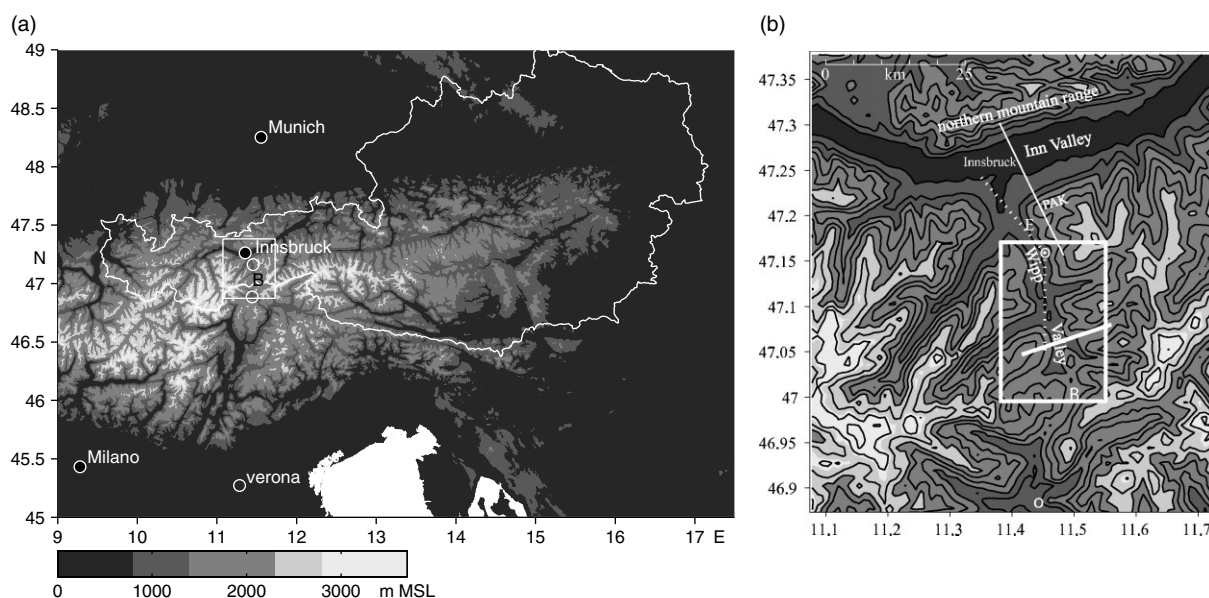 (a)
49
48.5
48
47.5
N
47
46.5
46
45.5
45
Munich
Innsbruck
B
Milano
verona
9 10 11 12 13 14 15 16 17 E
0 1000 2000 3000 m MSL
(b)
47.35
47.3
47.25
47.2
47.15
47.1
47.05
47
46.95
46.9
0 km 25
northern mountain range
Inn Valley
Innsbruck
PAK
Wipp
Valley
B
11.1 11.2 11.3 11.4 11.5 11.6 11.7